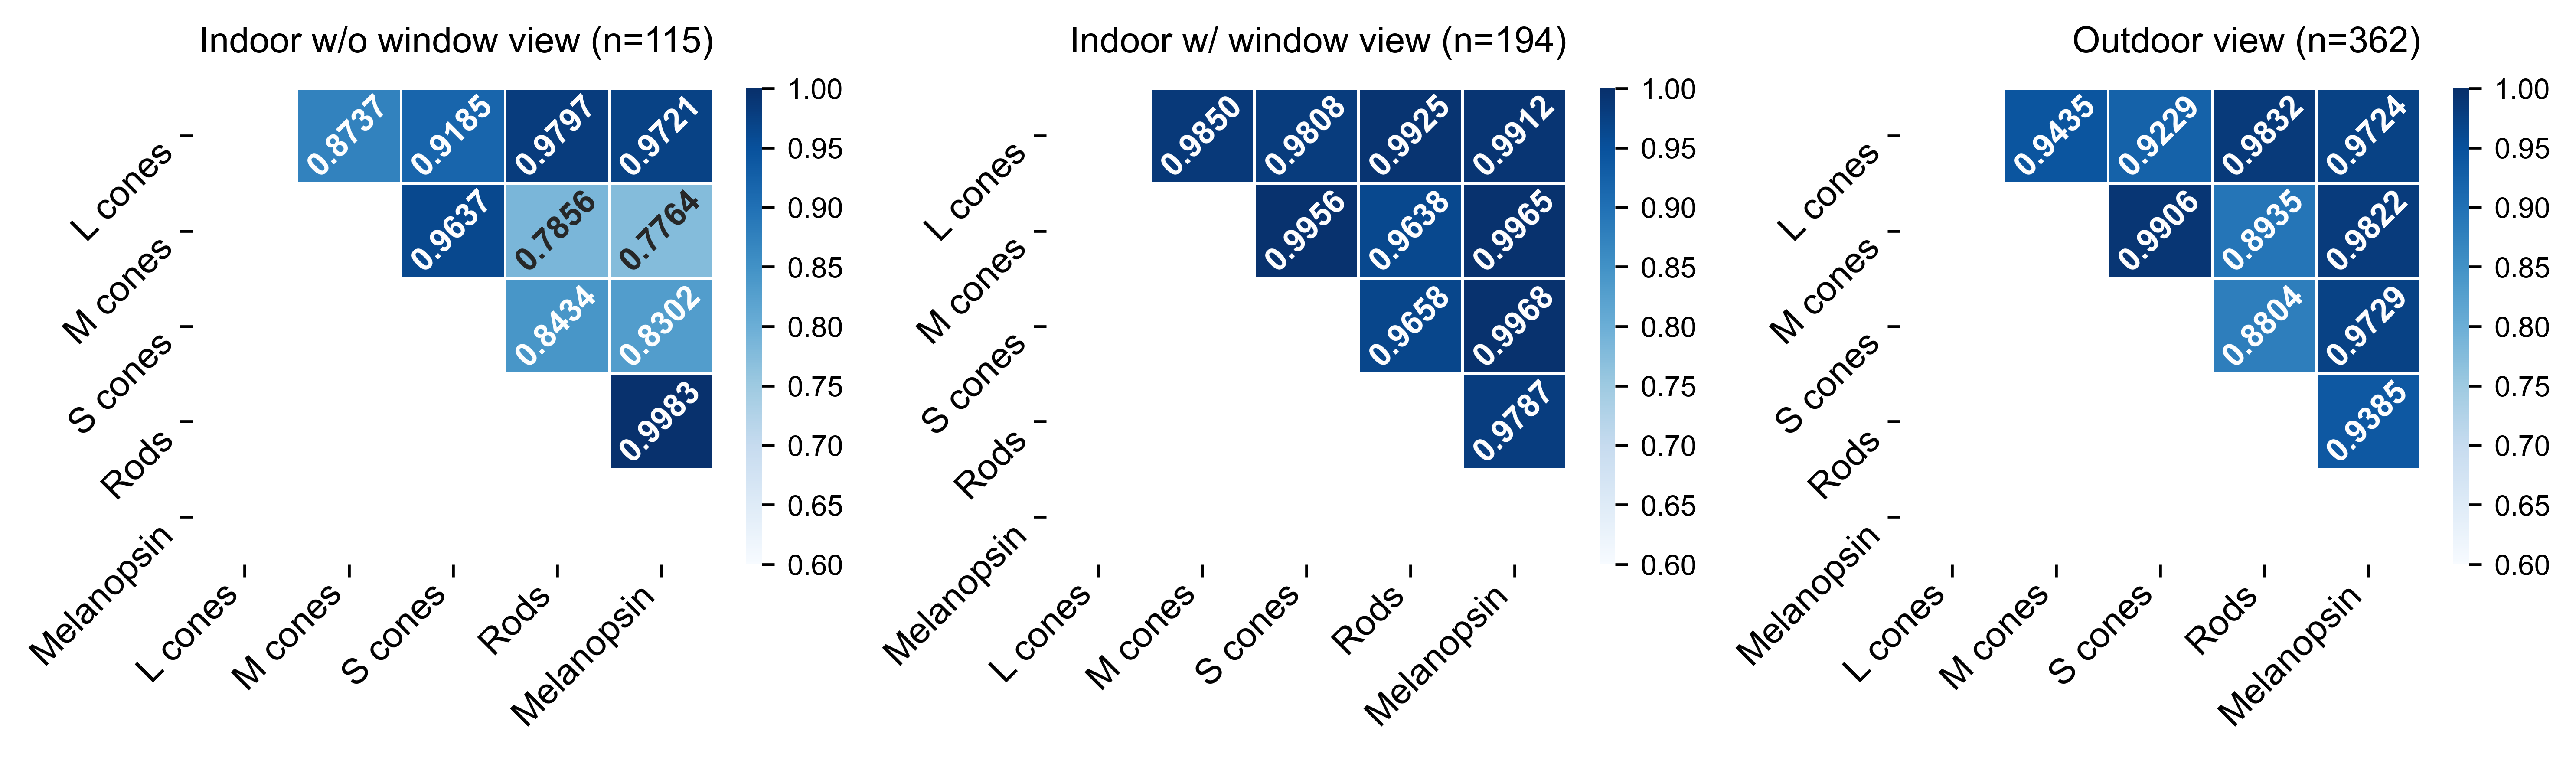 Indoor w/o window view (n=115)
0.8737 0.9185 0.9797 0.9721
0.9637 0.7856 0.7764
0.8434 0.8302
0.9983
L cones
M cones
S cones
Rods
Melanopsin
L cones
M cones
S cones
Rods
Melanopsin
1.00
0.95
0.90
0.85
0.80
0.75
0.70
0.65
0.60
Indoor w/ window view (n=194)
0.9850 0.9808 0.9925 0.9912
0.9956 0.9638 0.9965
0.9658 0.9968
0.9787
L cones
M cones
S cones
Rods
Melanopsin
L cones
M cones
S cones
Rods
Melanopsin
1.00
0.95
0.90
0.85
0.80
0.75
0.70
0.65
0.60
Outdoor view (n=362)
0.9435 0.9229 0.9832 0.9724
0.9906 0.8935 0.9822
0.8804 0.9729
0.9385
L cones
M cones
S cones
Rods
Melanopsin
L cones
M cones
S cones
Rods
Melanopsin
1.00
0.95
0.90
0.85
0.80
0.75
0.70
0.65
0.60